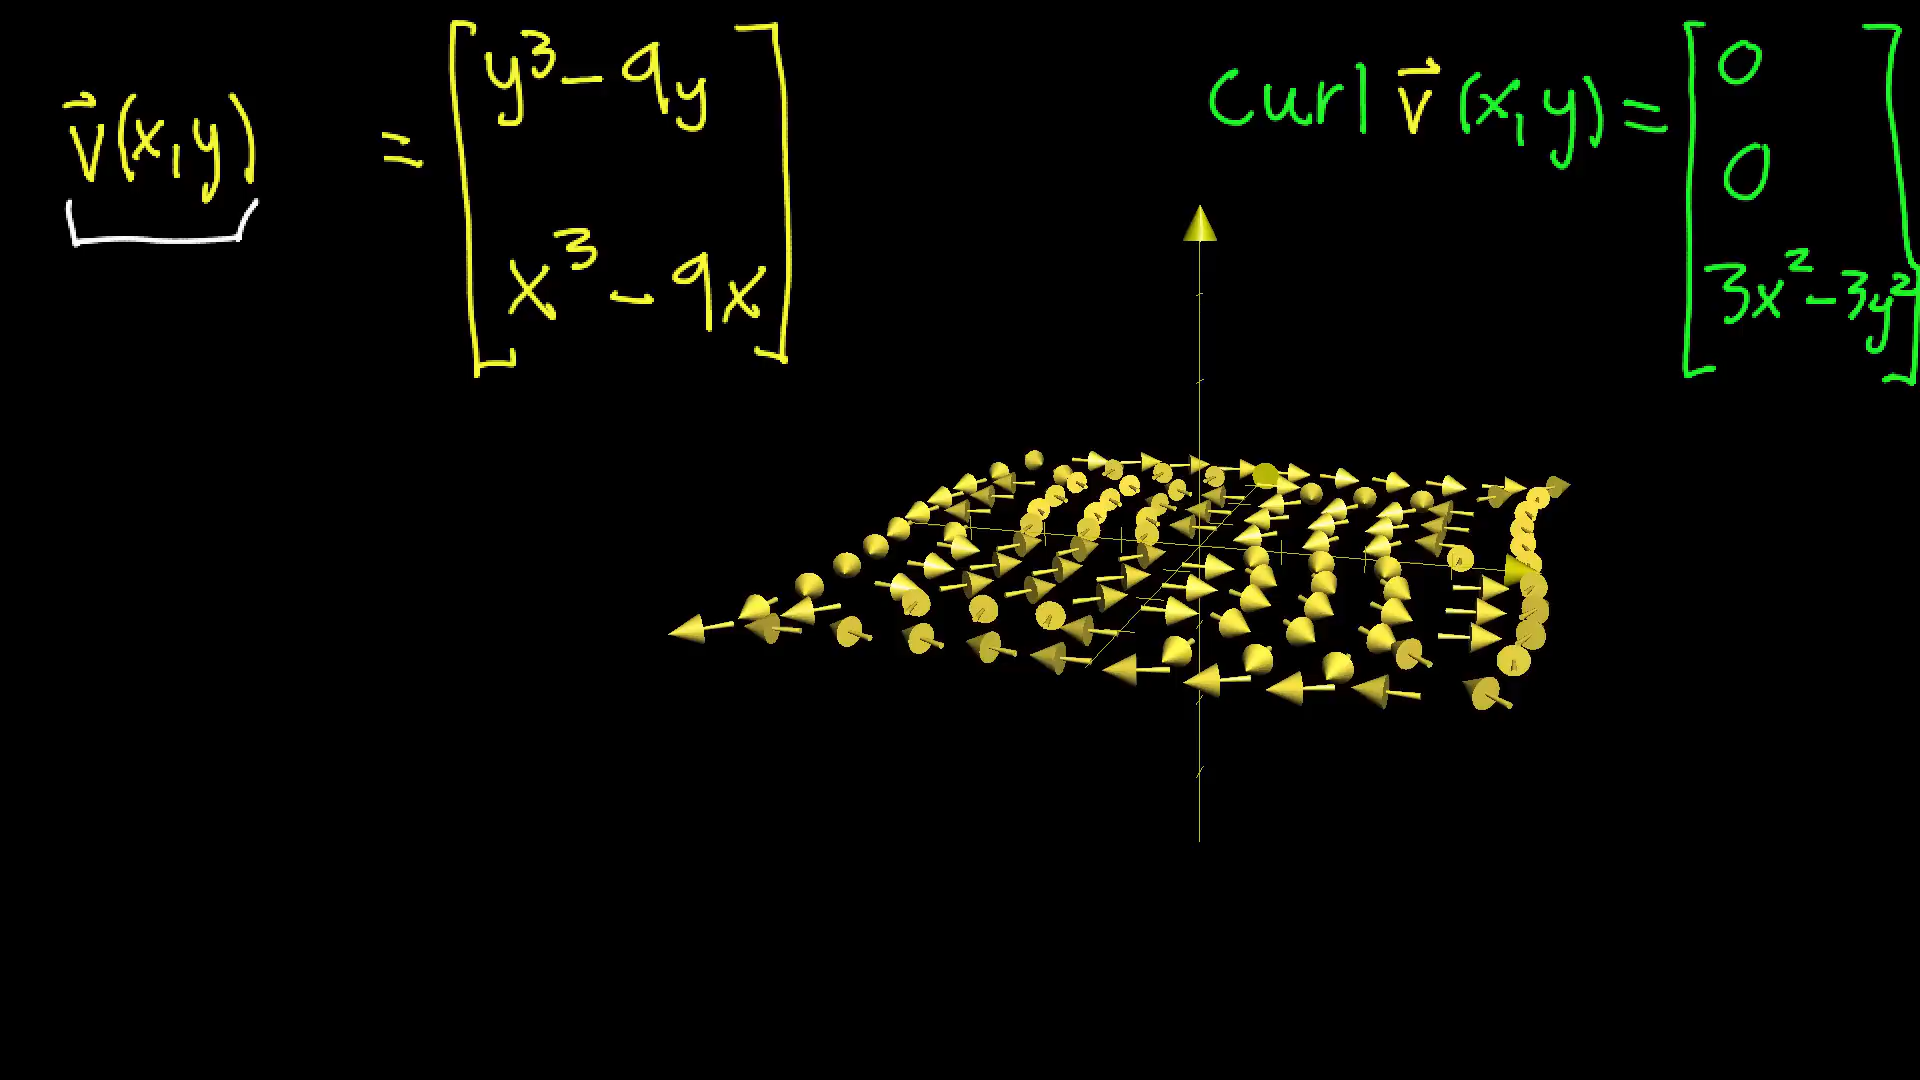 v⃗(x,y) = [ y³ - 9y
x³ - 9x ]
curl v⃗(x,y) = [ 0
0
3x² - 3y² ]